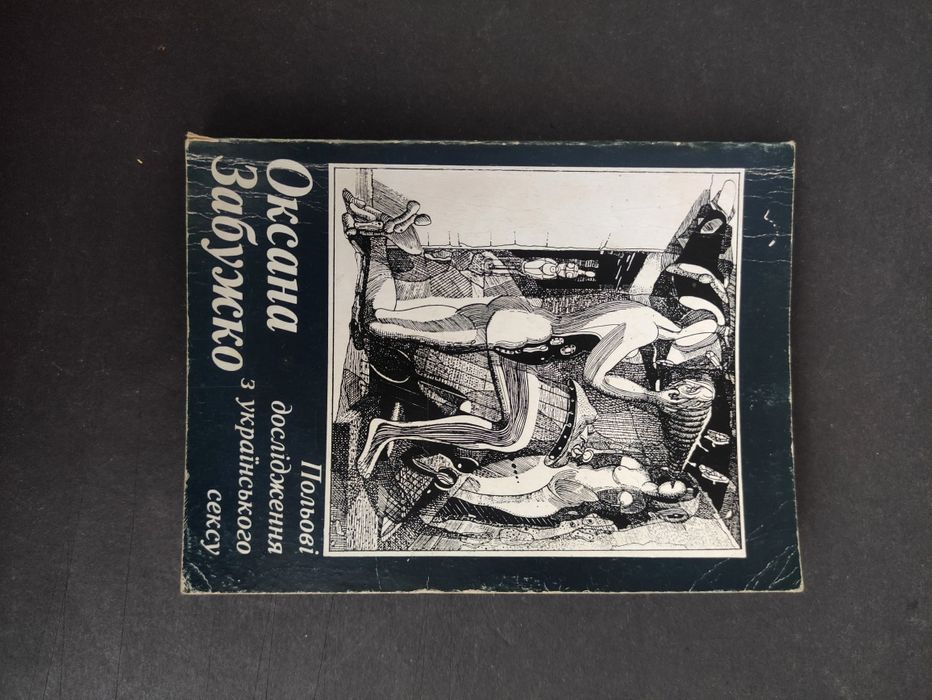 Оксана
Забужко
Польові
дослідження
з українського
сексу